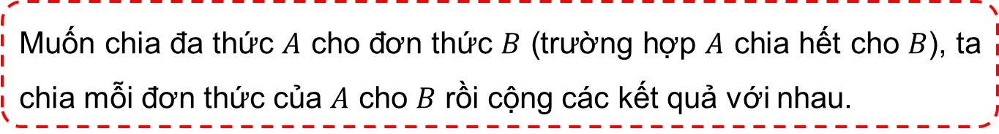 Muốn chia đa thức A cho đơn thức B (trường hợp A chia hết cho B), ta
chia mỗi đơn thức của A cho B rồi cộng các kết quả với nhau.